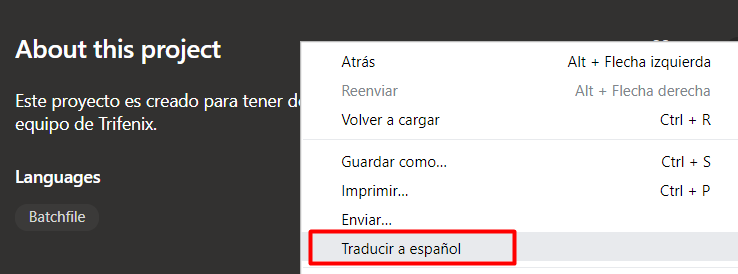 About this project
Este proyecto es creado para tener
equipo de Trifenix.
Languages
Batchfile
Atrás Alt + Flecha izquierda
Reenviar Alt + Flecha derecha
Volver a cargar Ctrl + R
Guardar como... Ctrl + S
Imprimir... Ctrl + P
Enviar...
Traducir a español